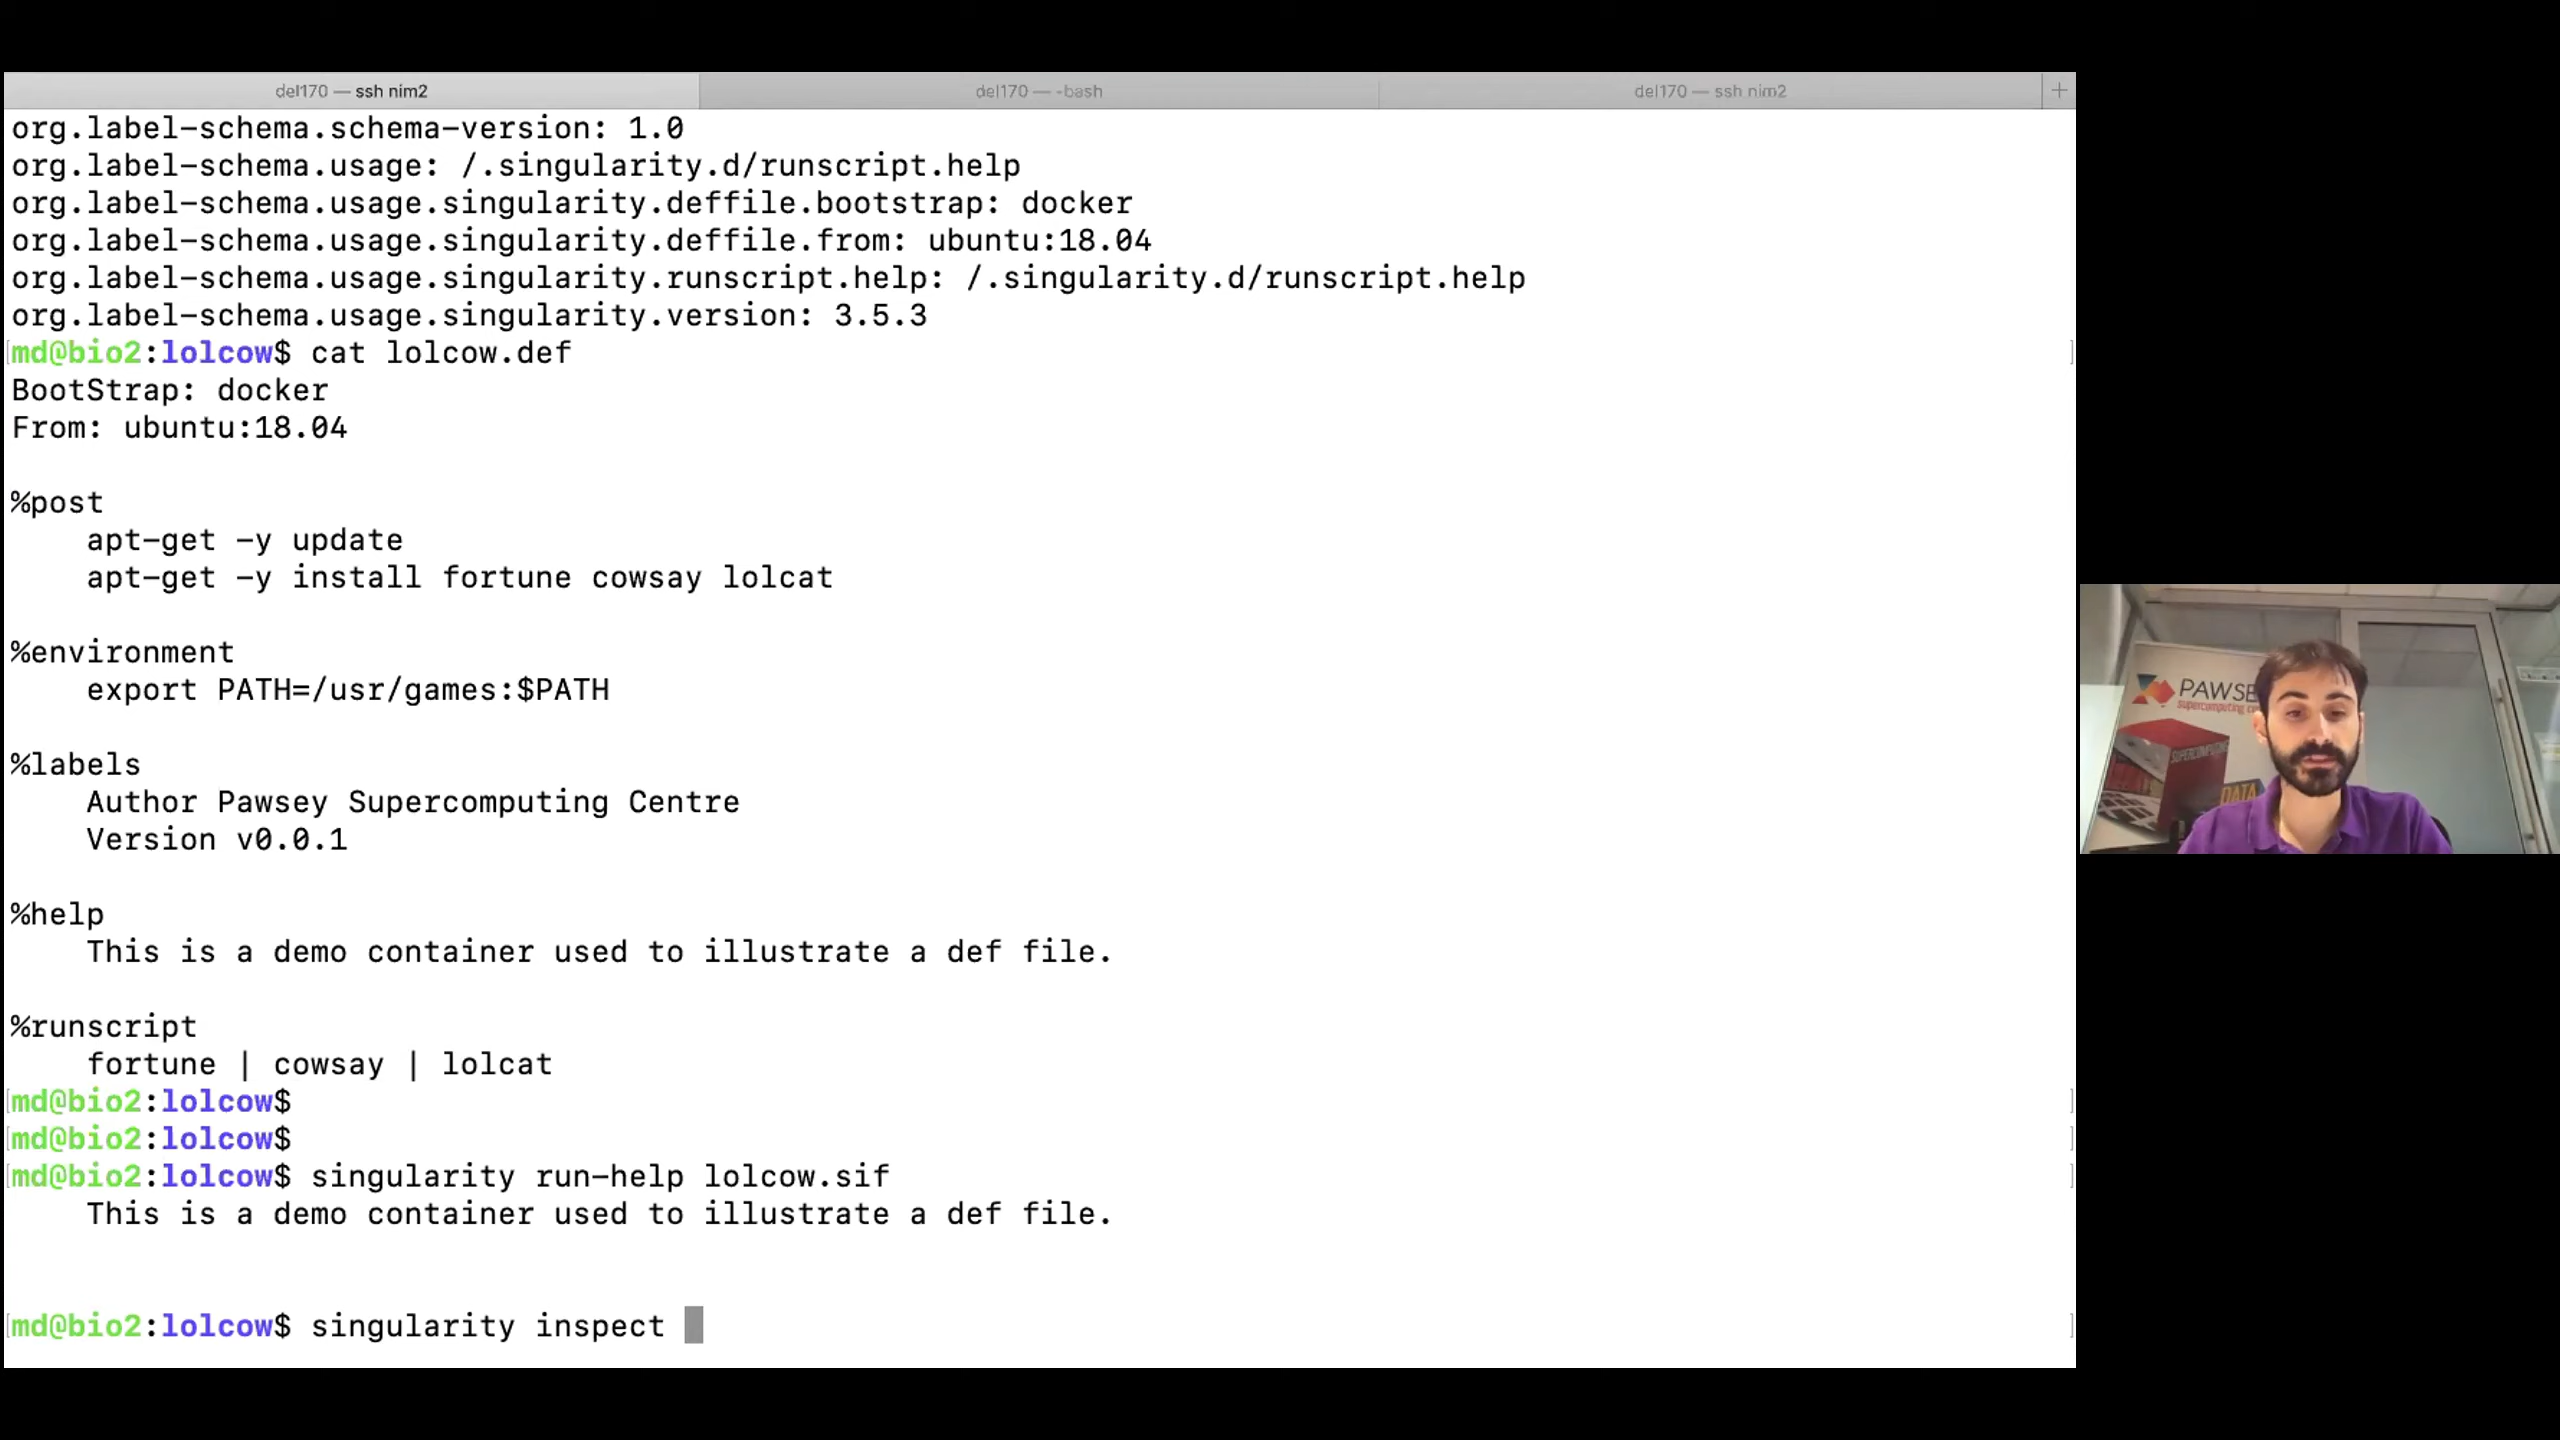 del170 — ssh nim2
del170 — -bash
del170 — ssh nim2
org.label-schema.schema-version: 1.0
org.label-schema.usage: /.singularity.d/runscript.help
org.label-schema.usage.singularity.deffile.bootstrap: docker
org.label-schema.usage.singularity.deffile.from: ubuntu:18.04
org.label-schema.usage.singularity.runscript.help: /.singularity.d/runscript.help
org.label-schema.usage.singularity.version: 3.5.3
md@bio2:lolcow$ cat lolcow.def
BootStrap: docker
From: ubuntu:18.04
%post
apt-get -y update
apt-get -y install fortune cowsay lolcat
%environment
export PATH=/usr/games:$PATH
%labels
Author Pawsey Supercomputing Centre
Version v0.0.1
%help
This is a demo container used to illustrate a def file.
%runscript
fortune | cowsay | lolcat
md@bio2:lolcow$
md@bio2:lolcow$
md@bio2:lolcow$ singularity run-help lolcow.sif
This is a demo container used to illustrate a def file.
md@bio2:lolcow$ singularity inspect
PAWSE
supercomputing ce
SUPERCOMPUTING
DATA